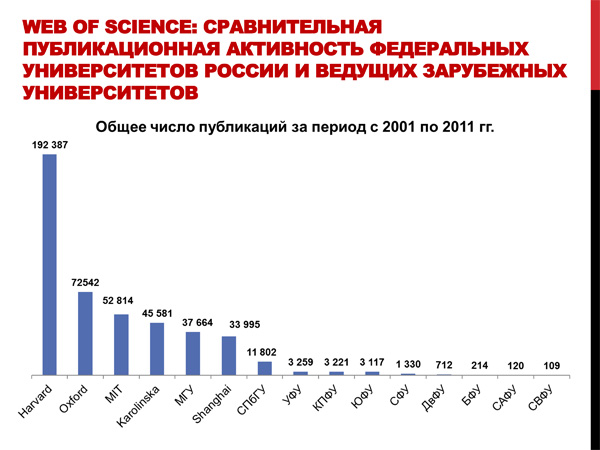 WEB OF SCIENCE: СРАВНИТЕЛЬНАЯ
ПУБЛИКАЦИОННАЯ АКТИВНОСТЬ ФЕДЕРАЛЬНЫХ
УНИВЕРСИТЕТОВ РОССИИ И ВЕДУЩИХ ЗАРУБЕЖНЫХ
УНИВЕРСИТЕТОВ
Общее число публикаций за период с 2001 по 2011 гг.
192 387
72542
52 814
45 581
37 664
33 995
11 802
3 259
3 221
3 117
1 330
712
214
120
109
Harvard
Oxford
MIT
Karolinska
МГУ
Shanghai
СПбГУ
УФУ
КПФУ
ЮФУ
СФУ
ДвФУ
БФУ
САФУ
СВФУ